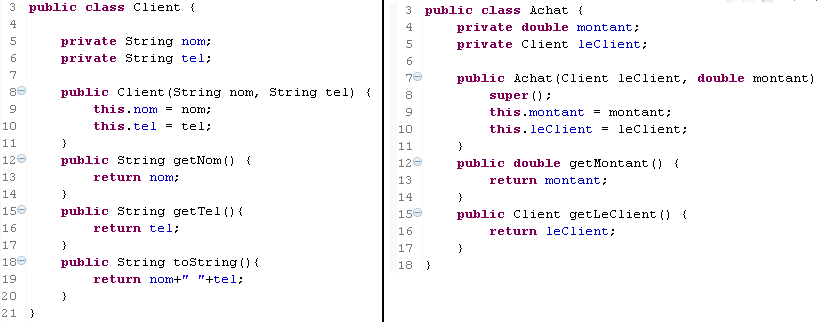 3 public class Client {
4
5     private String nom;
6     private String tel;
7
8     public Client(String nom, String tel) {
9         this.nom = nom;
10         this.tel = tel;
11     }
12     public String getNom() {
13         return nom;
14     }
15     public String getTel(){
16         return tel;
17     }
18     public String toString(){
19         return nom+" "+tel;
20     }
21 }
3 public class Achat {
4     private double montant;
5     private Client leClient;
6
7     public Achat(Client leClient, double montant)
8         super();
9         this.montant = montant;
10         this.leClient = leClient;
11     }
12     public double getMontant() {
13         return montant;
14     }
15     public Client getLeClient() {
16         return leClient;
17     }
18 }